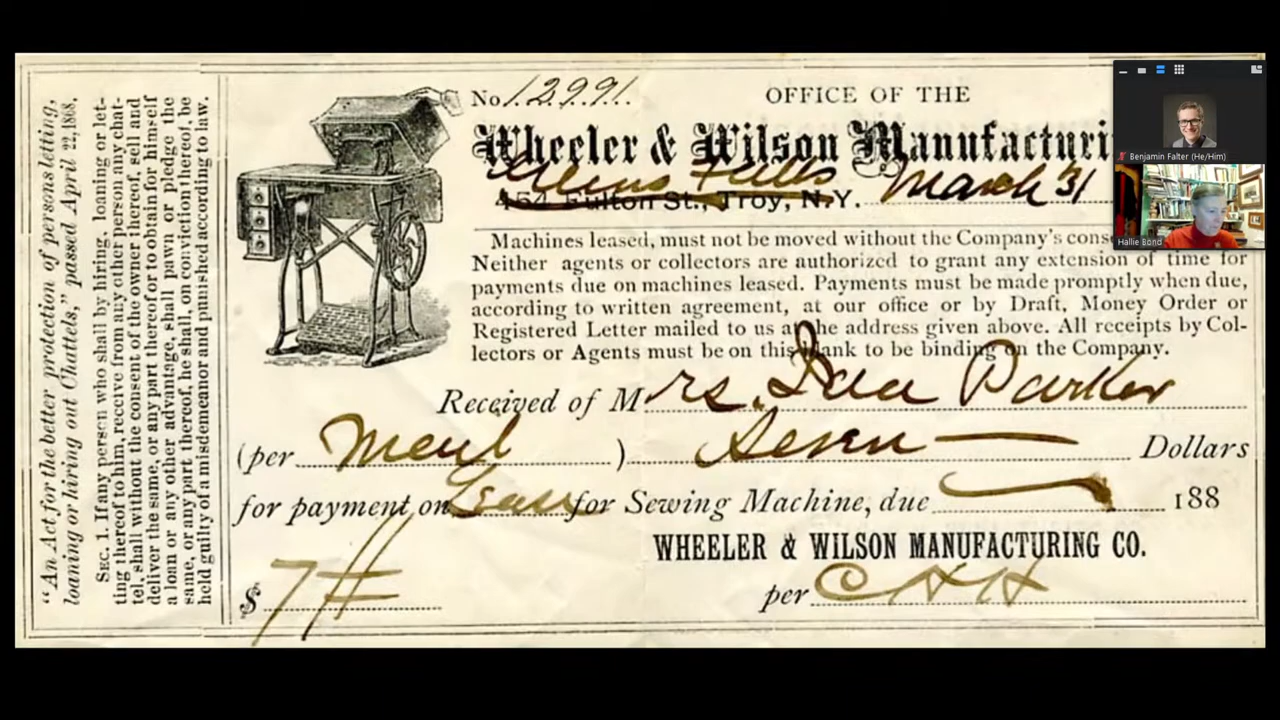 "An Act for the better protection of persons letting,
loaning or hiring out Chattels," passed April 22, 1868.
SEC. 1. If any person who shall by hiring, loaning or let-
ting thereof to him, receive from any other person any chat-
tel, shall without the consent of the owner thereof, sell and
deliver the same, or any part thereof or to obtain for himself
a loan or any other advantage, shall pawn or pledge the
same, or any part thereof, he shall, on conviction thereof, be
held guilty of a misdemeanor and punished according to law.
No. 12991.
OFFICE OF THE
Wheeler & Wilson Manufacturi
Glens Falls March 31
454 Fulton St., Troy, N.Y.
Machines leased, must not be moved without the Company's cons
Neither agents or collectors are authorized to grant any extension of time for
payments due on machines leased. Payments must be made promptly when due,
according to written agreement, at our office or by Draft, Money Order or
Registered Letter mailed to us at the address given above. All receipts by Col-
lectors or Agents must be on this blank to be binding on the Company.
Received of Mrs. Parker
(per ) Seven Dollars
for payment on Lease for Sewing Machine, due 188
WHEELER & WILSON MANUFACTURING CO.
$ 7
per C H H
Benjamin Falter (He/Him)
Hallie Bond